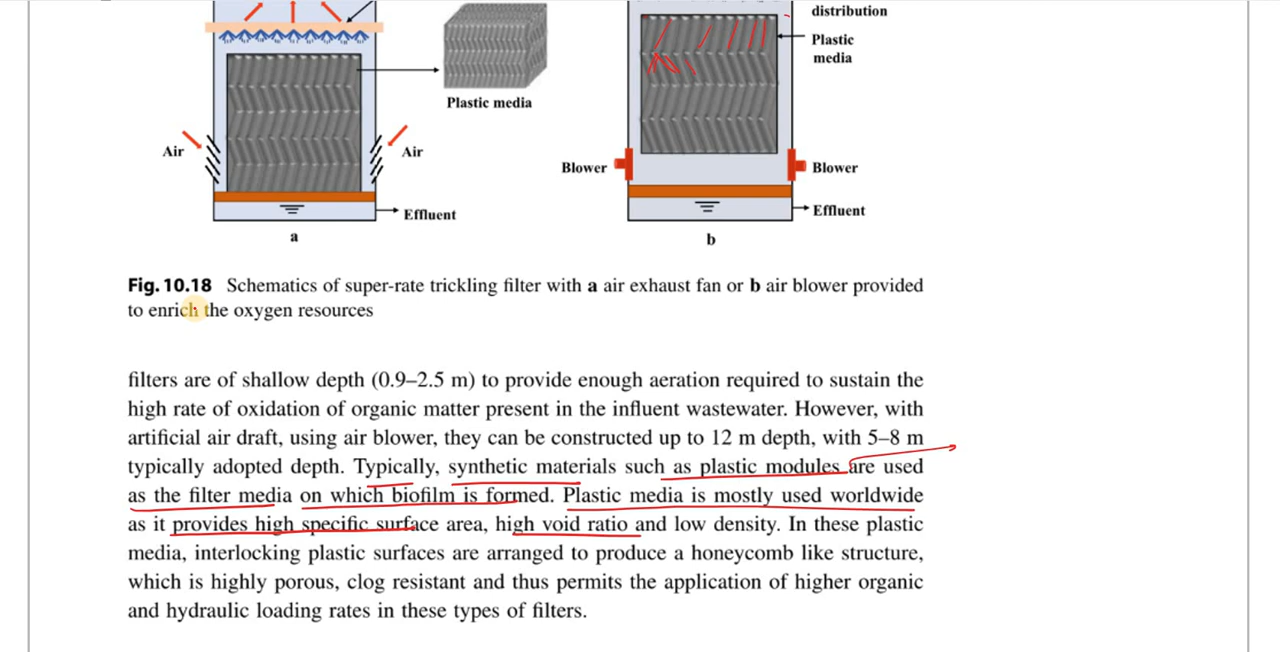 distribution
Plastic
media
Plastic media
Air
Air
Blower
Blower
Effluent
Effluent
a
b
Fig. 10.18 Schematics of super-rate trickling filter with a air exhaust fan or b air blower provided
to enrich the oxygen resources
filters are of shallow depth (0.9–2.5 m) to provide enough aeration required to sustain the
high rate of oxidation of organic matter present in the influent wastewater. However, with
artificial air draft, using air blower, they can be constructed up to 12 m depth, with 5–8 m
typically adopted depth. Typically, synthetic materials such as plastic modules are used
as the filter media on which biofilm is formed. Plastic media is mostly used worldwide
as it provides high specific surface area, high void ratio and low density. In these plastic
media, interlocking plastic surfaces are arranged to produce a honeycomb like structure,
which is highly porous, clog resistant and thus permits the application of higher organic
and hydraulic loading rates in these types of filters.